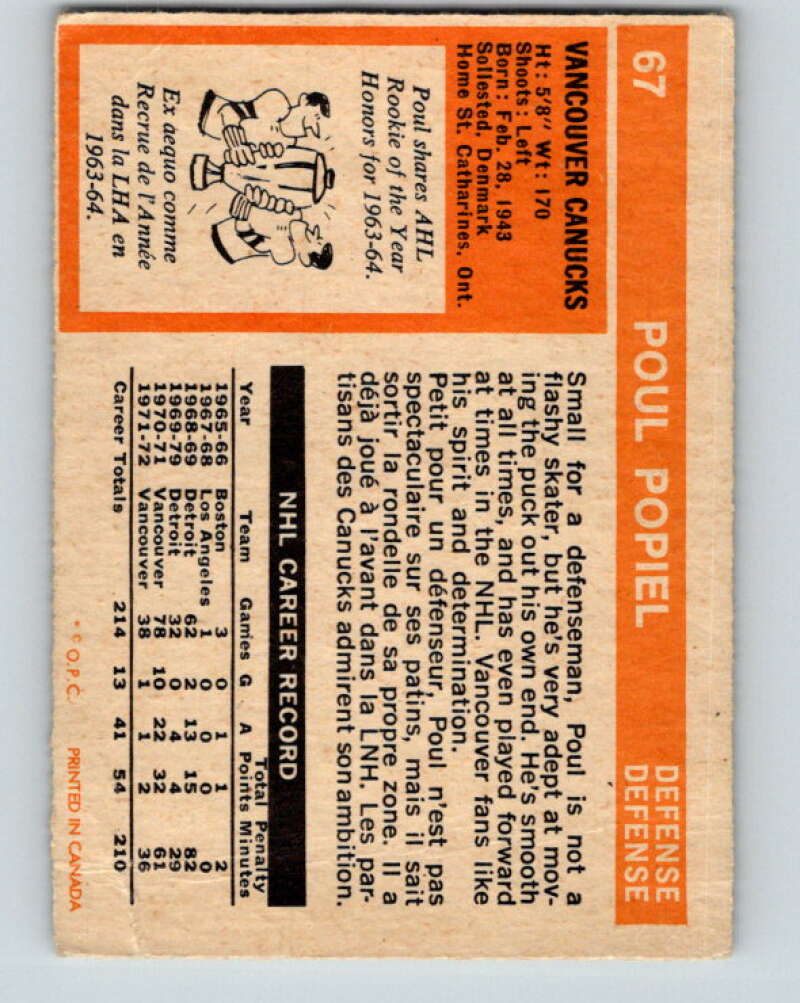 67
POUL POPIEL
DEFENSE
DEFENSE
VANCOUVER CANUCKS
Ht: 5'8" Wt: 170
Shoots: Left
Born: Feb. 28, 1943
Sollested, Denmark
Home St. Catharines, Ont.
Poul shares AHL
Rookie of the Year
Honors for 1963-64.
Ex aequo comme
Recrue de l'Année
dans la LHA en
1963-64.
Small for a defenseman, Poul is not a
flashy skater, but he's very adept at mov-
ing the puck out his own end. He's smooth
at all times, and has even played forward
at times in the NHL. Vancouver fans like
his spirit and determination.
Petit pour un défenseur, Poul n'est pas
spectaculaire sur ses patins, mais il sait
sortir la rondelle de sa propre zone. Il a
déjà joué à l'avant dans la LNH. Les par-
tisans des Canucks admirent son ambition.
NHL CAREER RECORD
Total Penalty
Year Team Games G A Points Minutes
1965-66 Boston 3 0 1 1 2
1967-68 Los Angeles 1 0 0 0 0
1968-69 Detroit 62 2 13 15 82
1969-79 Detroit 32 0 4 4 29
1970-71 Vancouver 78 10 22 32 61
1971-72 Vancouver 38 1 1 2 36
Career Totals 214 13 41 54 210
* © O.P.C. PRINTED IN CANADA